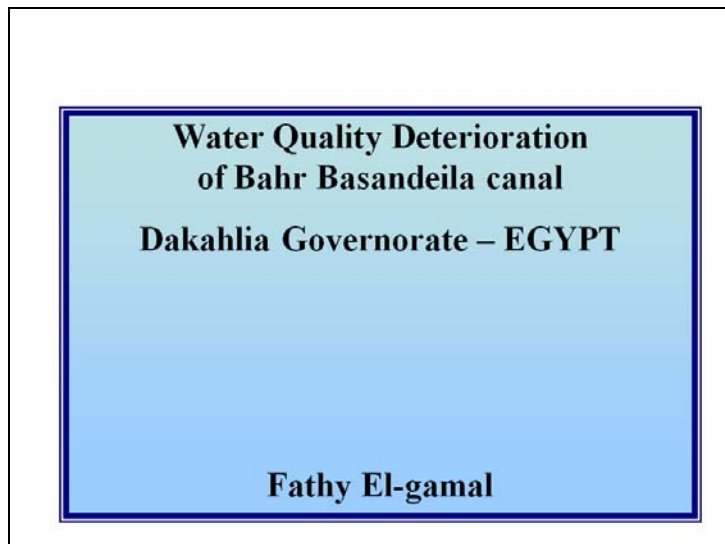 Water Quality Deterioration
of Bahr Basandeila canal
Dakahlia Governorate – EGYPT
Fathy El-gamal